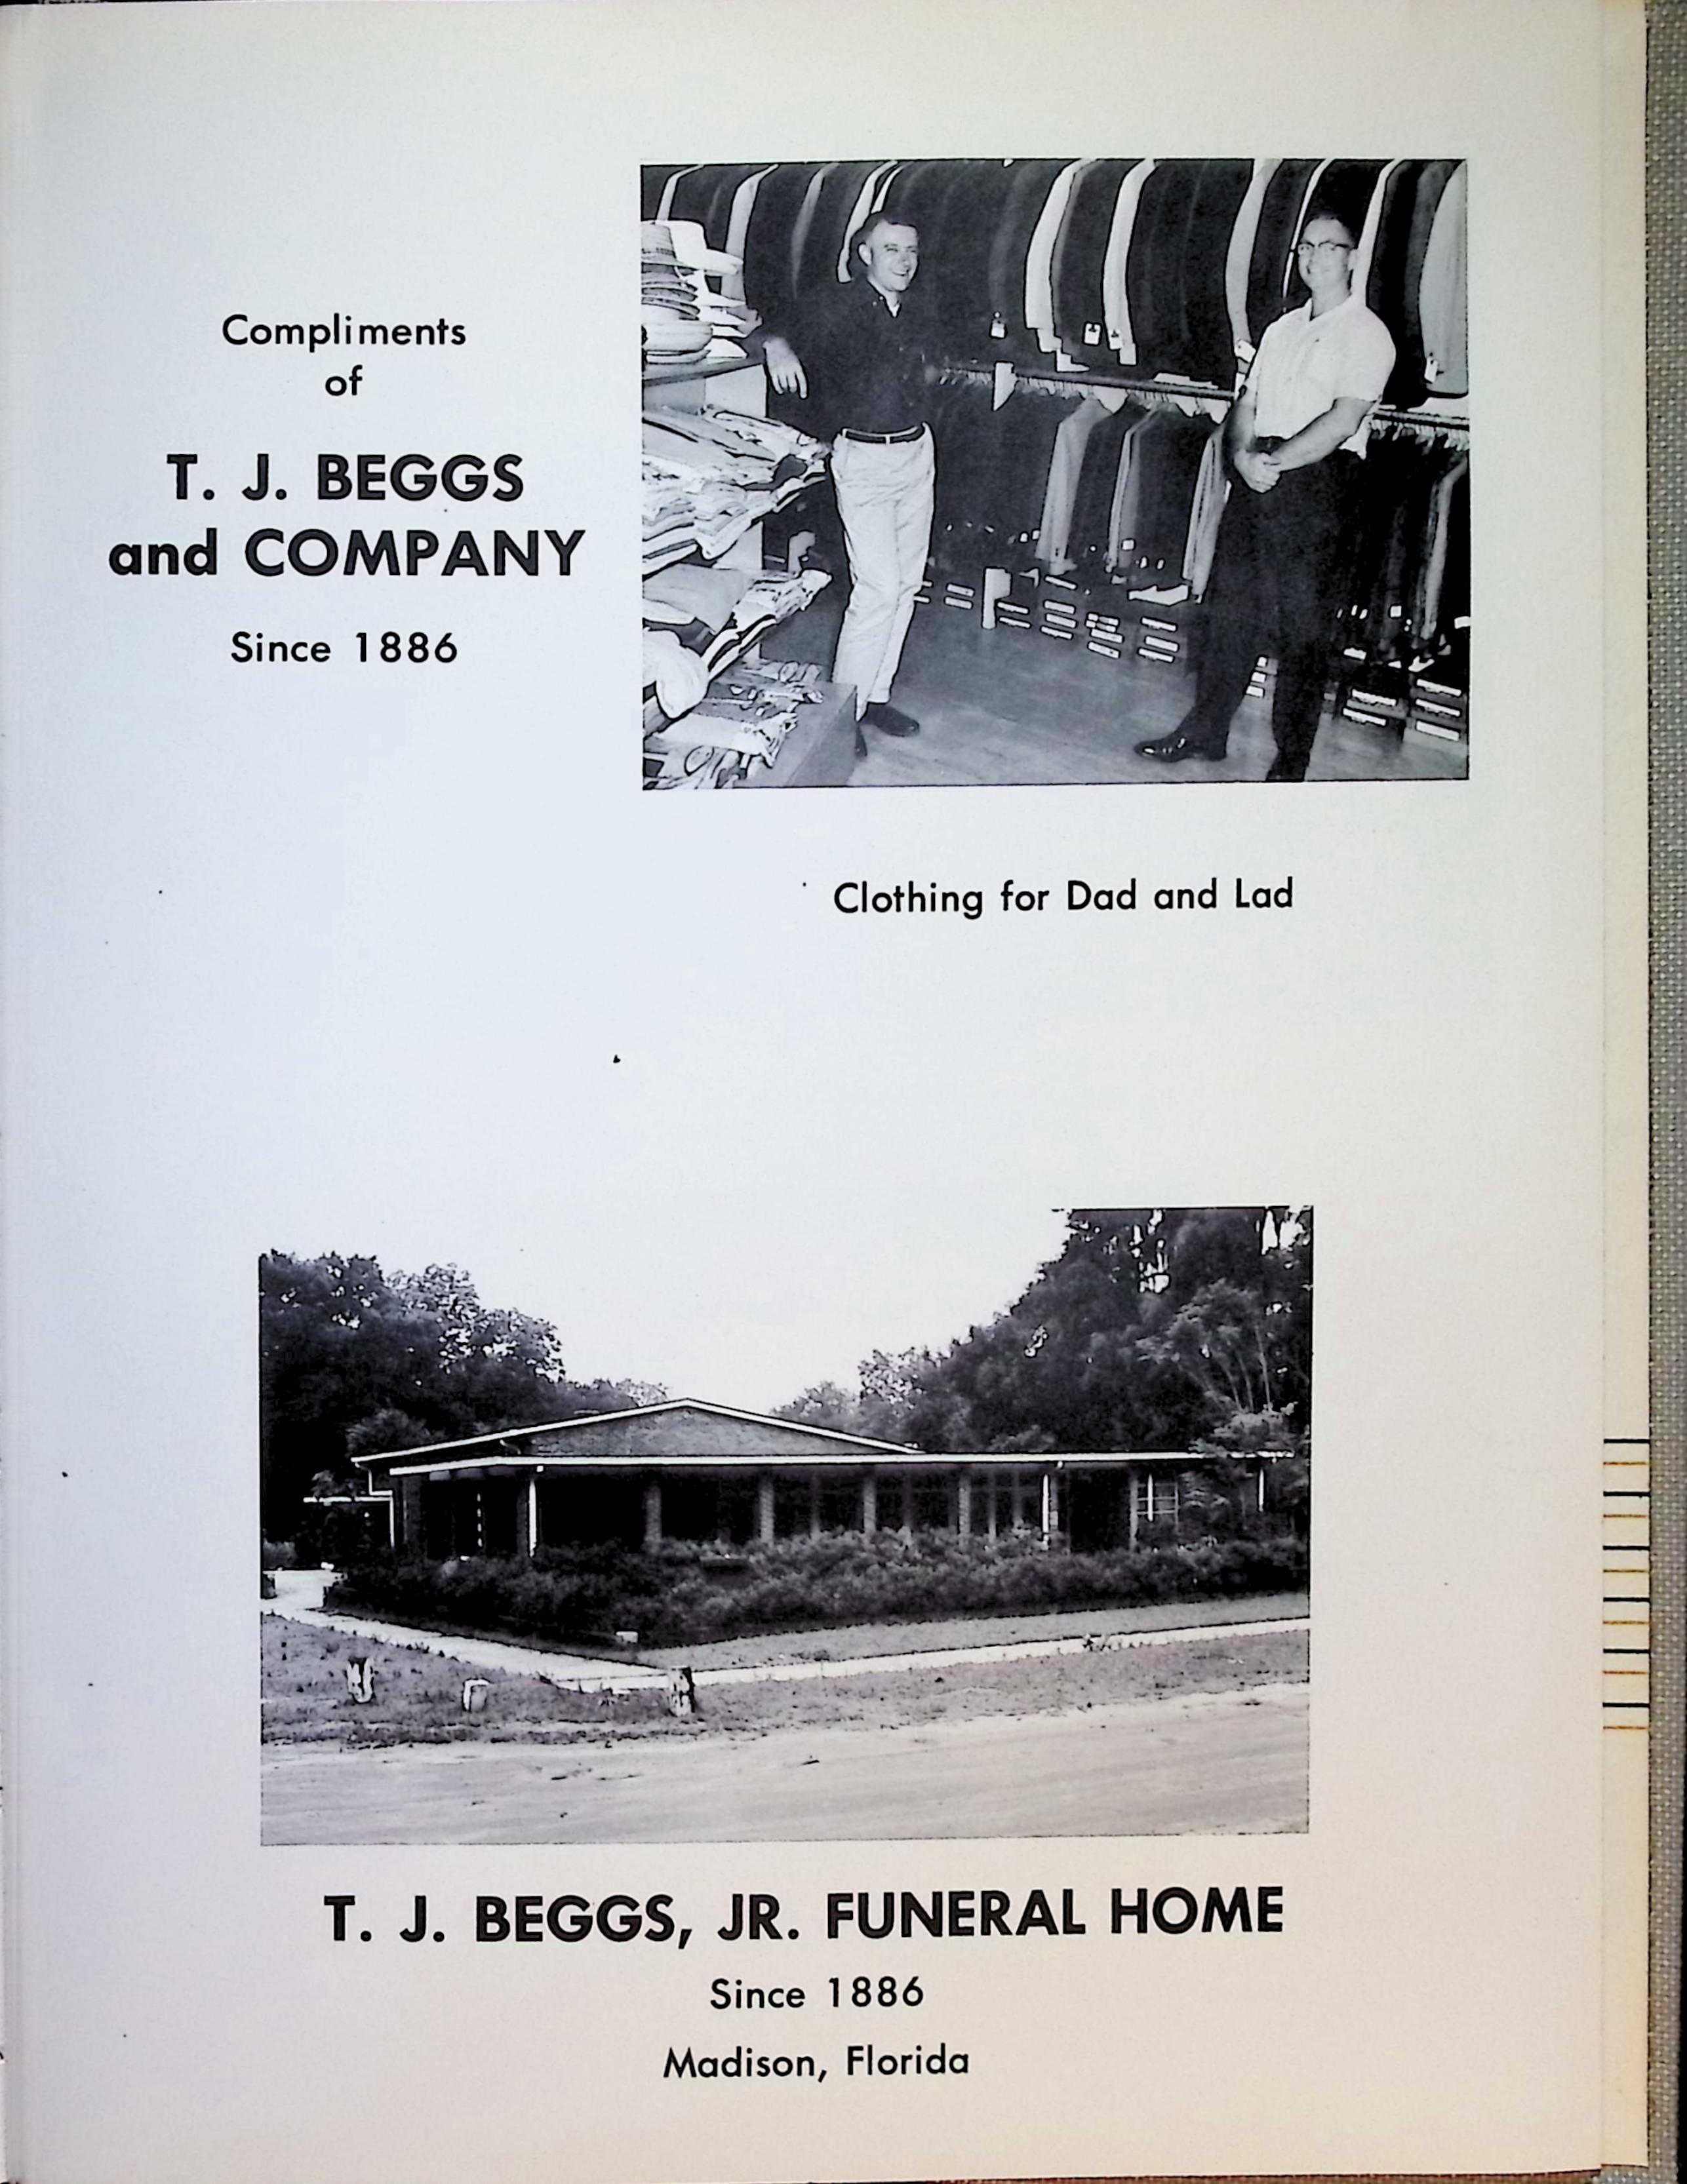 Compliments
of
T. J. BEGGS
and COMPANY
Since 1886
Clothing for Dad and Lad
T. J. BEGGS, JR. FUNERAL HOME
Since 1886
Madison, Florida